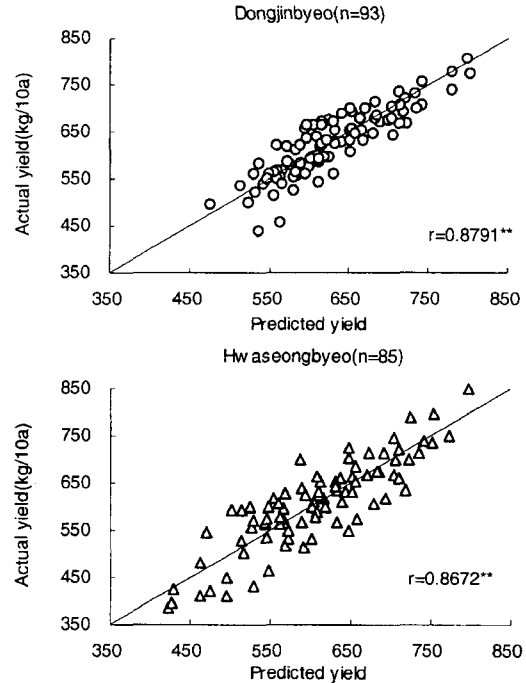 Dongjinbyeo(n=93)
850
750
650
550
450
350
Actual yield(kg/10a)
r=0.8791**
350 450 550 650 750 850
Predicted yield
Hwaseongbyeo(n=85)
850
750
650
550
450
350
Actual yield(kg/10a)
r=0.8672**
350 450 550 650 750 850
Predicted yield